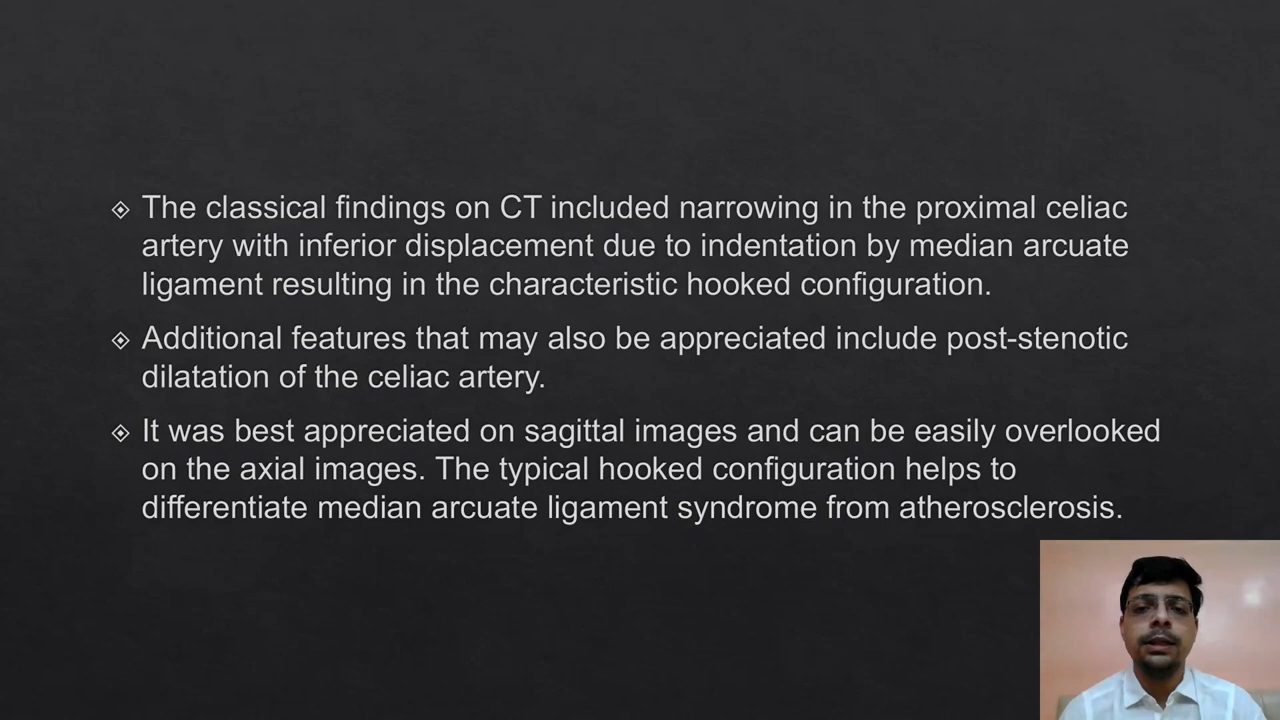 The classical findings on CT included narrowing in the proximal celiac
artery with inferior displacement due to indentation by median arcuate
ligament resulting in the characteristic hooked configuration.
Additional features that may also be appreciated include post-stenotic
dilatation of the celiac artery.
It was best appreciated on sagittal images and can be easily overlooked
on the axial images. The typical hooked configuration helps to
differentiate median arcuate ligament syndrome from atherosclerosis.